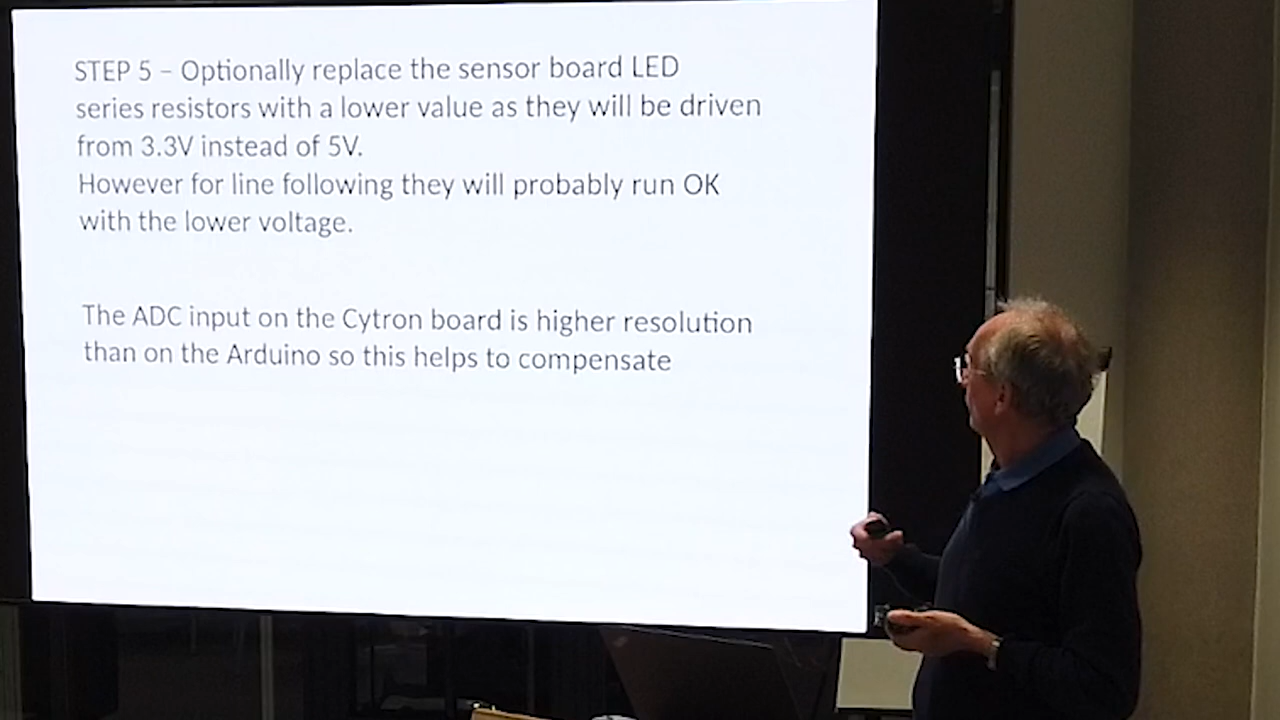 STEP 5 – Optionally replace the sensor board LED
series resistors with a lower value as they will be driven
from 3.3V instead of 5V.
However for line following they will probably run OK
with the lower voltage.
The ADC input on the Cytron board is higher resolution
than on the Arduino so this helps to compensate